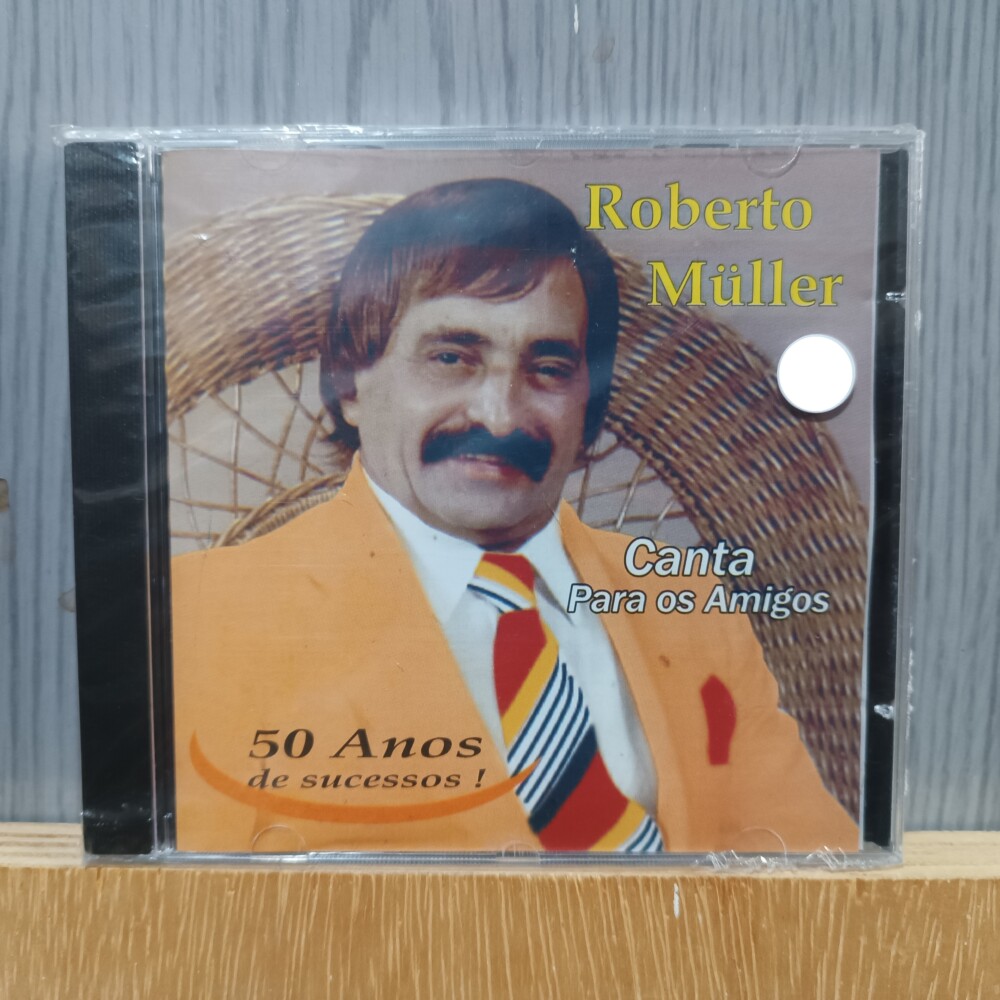 Roberto
Müller
Canta
Para os Amigos
50 Anos
de sucessos !